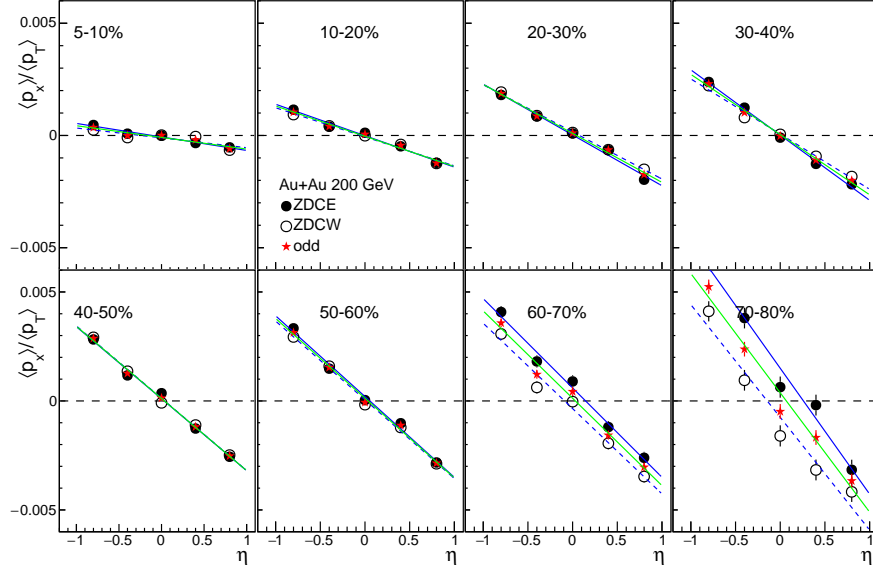 5-10% 10-20% 20-30% 30-40%
0.005
⟨p_x⟩/⟨p_T⟩
0
−0.005
Au+Au 200 GeV
ZDCE
ZDCW
odd
40-50% 50-60% 60-70% 70-80%
0.005
⟨p_x⟩/⟨p_T⟩
0
−0.005
−1 −0.5 0 0.5 1 −1 −0.5 0 0.5 1 −1 −0.5 0 0.5 1 −1 −0.5 0 0.5 1
η η η η